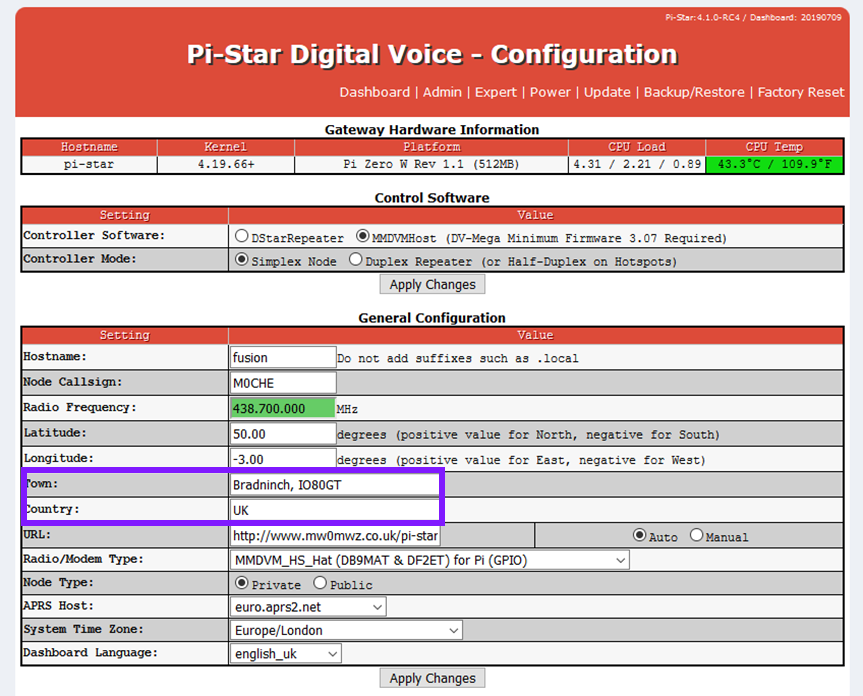 Pi-Star:4.1.0-RC4 / Dashboard: 20190709
Pi-Star Digital Voice - Configuration
Dashboard | Admin | Expert | Power | Update | Backup/Restore | Factory Reset
Gateway Hardware Information
Hostname Kernel Platform CPU Load CPU Temp
pi-star 4.19.66+ Pi Zero W Rev 1.1 (512MB) 4.31 / 2.21 / 0.89 43.3°C / 109.9°F
Control Software
Setting Value
Controller Software: DStarRepeater MMDVMHost (DV-Mega Minimum Firmware 3.07 Required)
Controller Mode: Simplex Node Duplex Repeater (or Half-Duplex on Hotspots)
Apply Changes
General Configuration
Setting Value
Hostname: fusion Do not add suffixes such as .local
Node Callsign: M0CHE
Radio Frequency: 438.700.000 MHz
Latitude: 50.00 degrees (positive value for North, negative for South)
Longitude: -3.00 degrees (positive value for East, negative for West)
Town: Bradninch, IO80GT
Country: UK
URL: http://www.mw0mwz.co.uk/pi-star Auto Manual
Radio/Modem Type: MMDVM_HS_Hat (DB9MAT & DF2ET) for Pi (GPIO)
Node Type: Private Public
APRS Host: euro.aprs2.net
System Time Zone: Europe/London
Dashboard Language: english_uk
Apply Changes